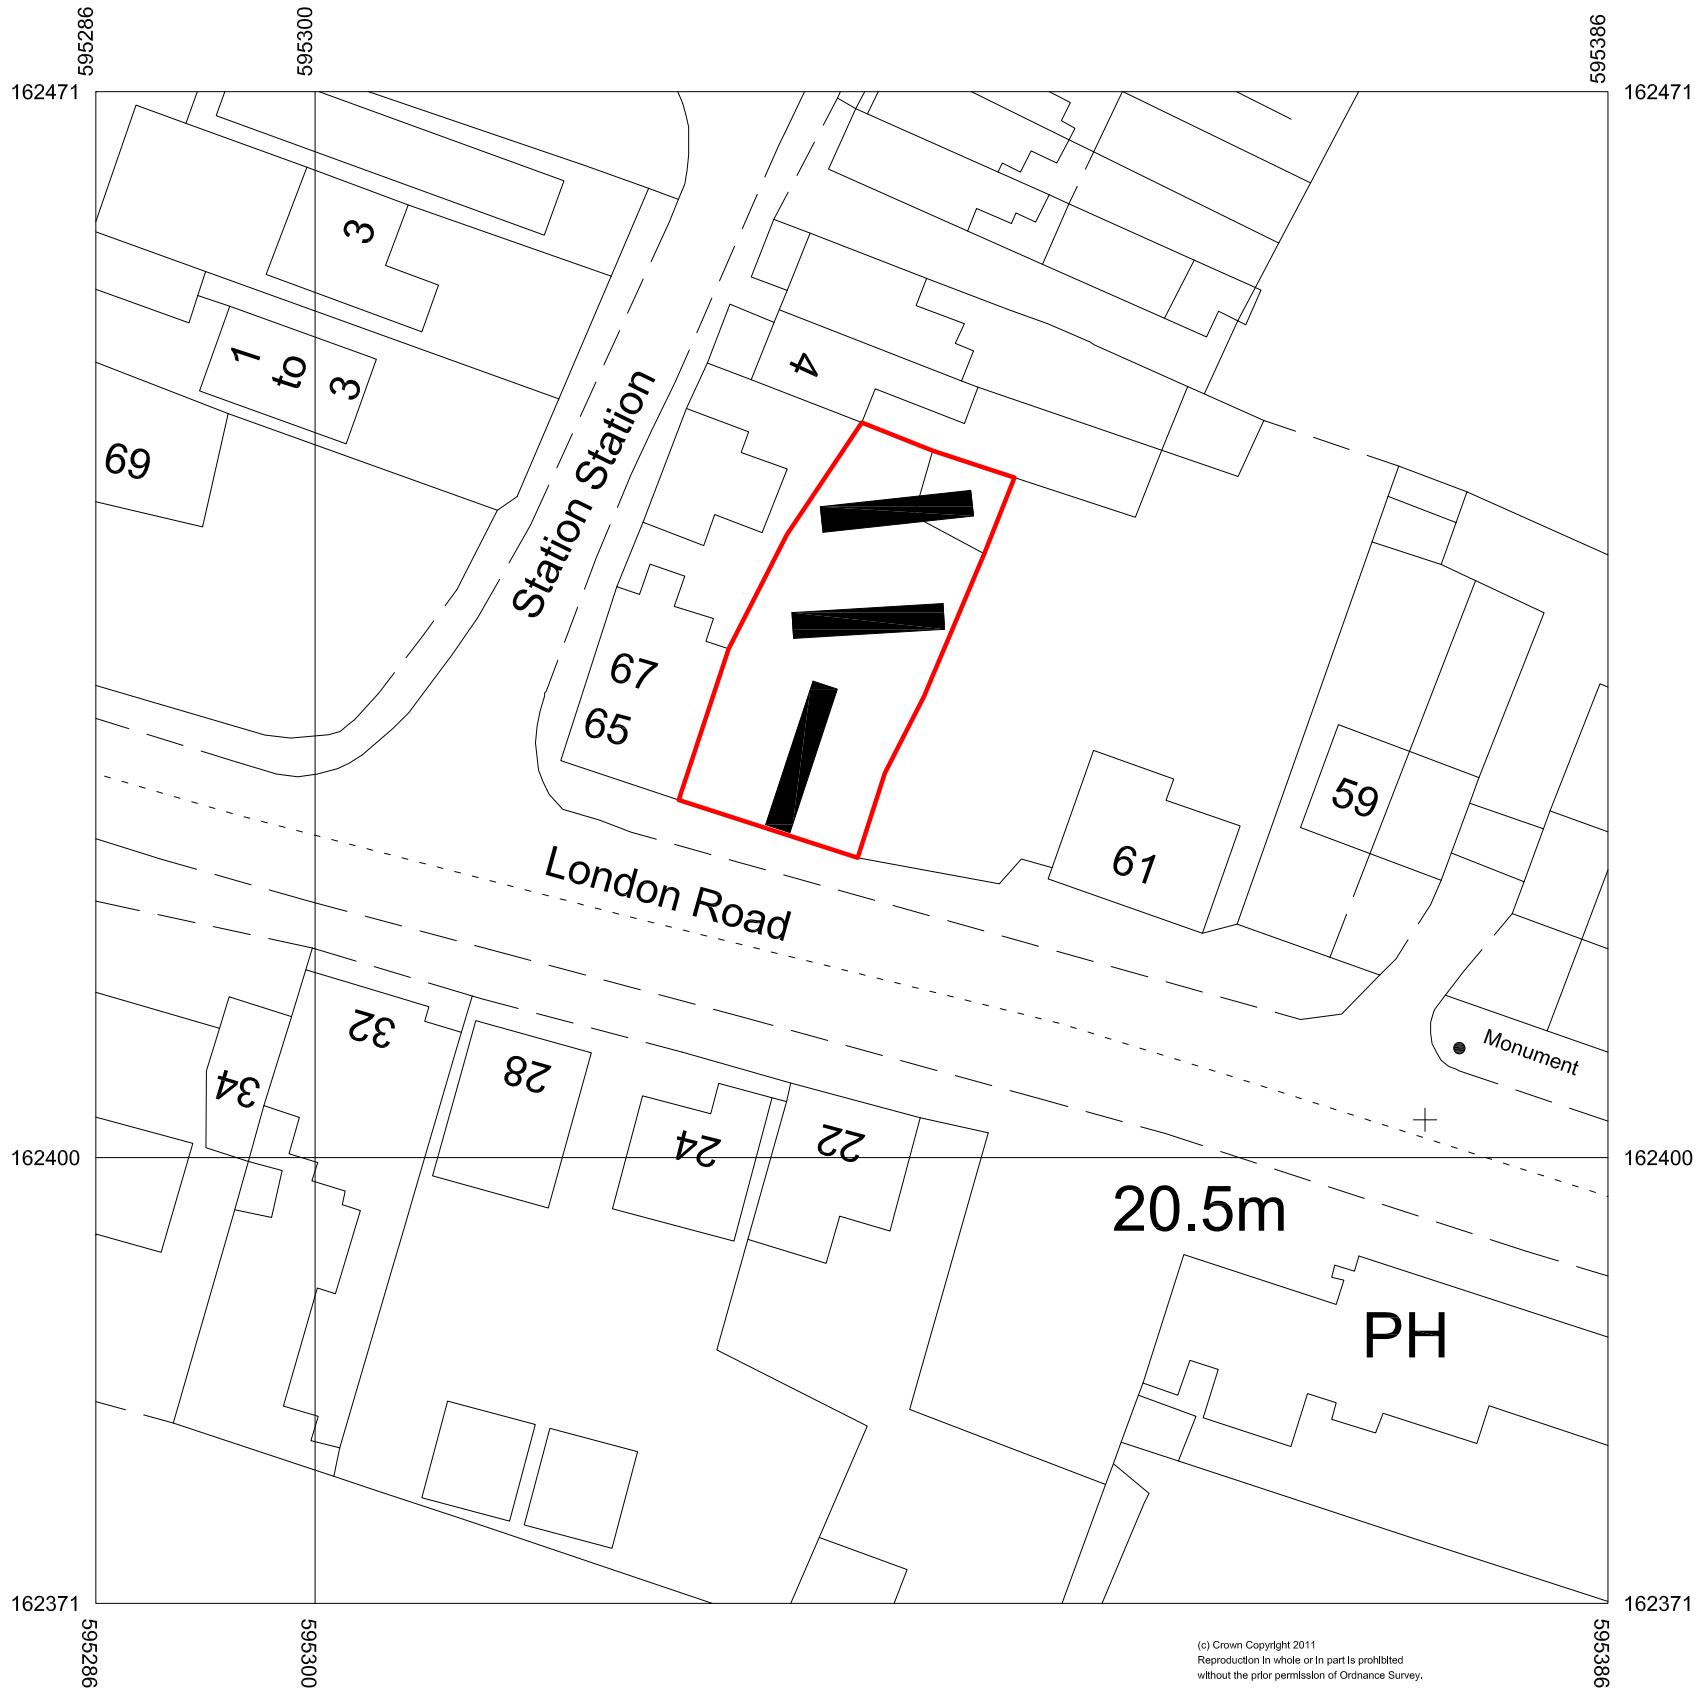 595286
595300
595386
162471
162471
3
1
to
3
4
69
Station Station
67
65
59
61
London Road
32
28
34
24
22
Monument
162400
162400
20.5m
PH
162371
162371
595286
595300
595386
(c) Crown Copyright 2011
Reproduction in whole or in part is prohibited
without the prior permission of Ordnance Survey.